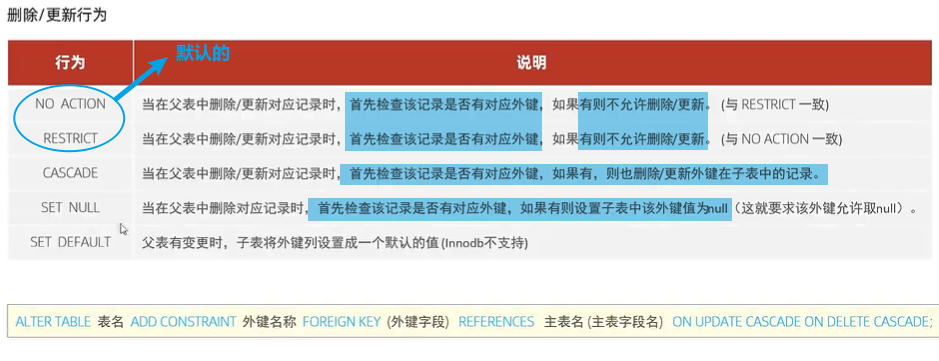 删除/更新行为
默认的
行为 说明
NO ACTION 当在父表中删除/更新对应记录时，首先检查该记录是否有对应外键，如果有则不允许删除/更新。(与 RESTRICT 一致)
RESTRICT 当在父表中删除/更新对应记录时，首先检查该记录是否有对应外键，如果有则不允许删除/更新。(与 NO ACTION 一致)
CASCADE 当在父表中删除/更新对应记录时，首先检查该记录是否有对应外键，如果有，则也删除/更新外键在子表中的记录。
SET NULL 当在父表中删除对应记录时，首先检查该记录是否有对应外键，如果有则设置子表中该外键值为null（这就要求该外键允许取null）。
SET DEFAULT 父表有变更时，子表将外键列设置成一个默认的值 (Innodb不支持)
ALTER TABLE 表名 ADD CONSTRAINT 外键名称 FOREIGN KEY (外键字段) REFERENCES 主表名 (主表字段名) ON UPDATE CASCADE ON DELETE CASCADE;